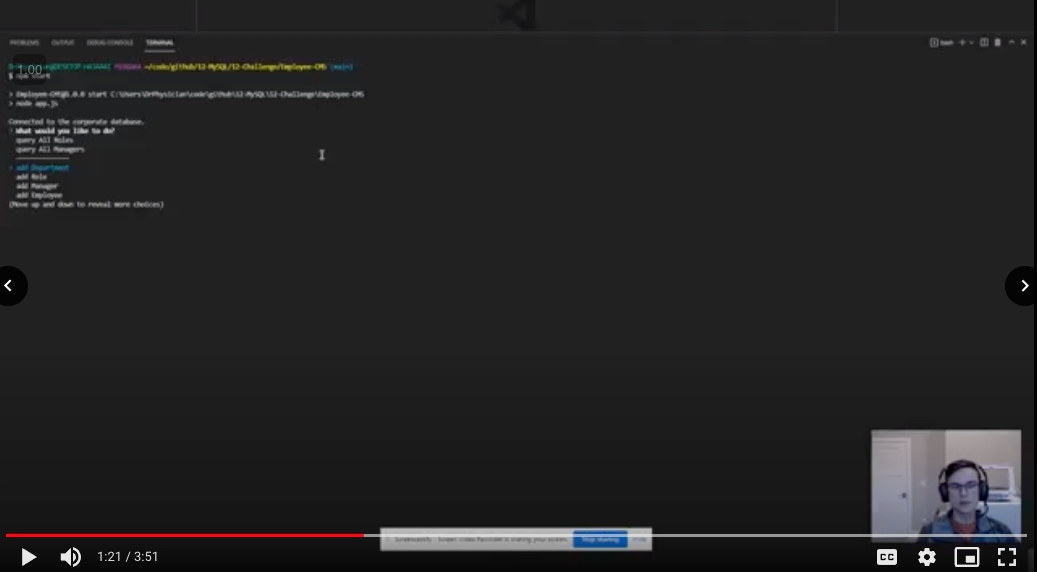 PROBLEMS OUTPUT DEBUG CONSOLE TERMINAL bash
1:00 MINGW64 ~/code/github/12-MySQL/12-Challenge/Employee-CMS (main)
$ npm start
> Employee-CMS@1.0.0 start C:\Users\DrPhysician\code\github\12-MySQL\12-Challenge\Employee-CMS
> node app.js
Connected to the corporate database.
? What would you like to do?
query All Roles
query All Managers
──────────────
> add Department
add Role
add Manager
add Employee
(Move up and down to reveal more choices)
Screencastify - Screen Video Recorder is sharing your screen. Stop sharing Hide
1:21 / 3:51 CC